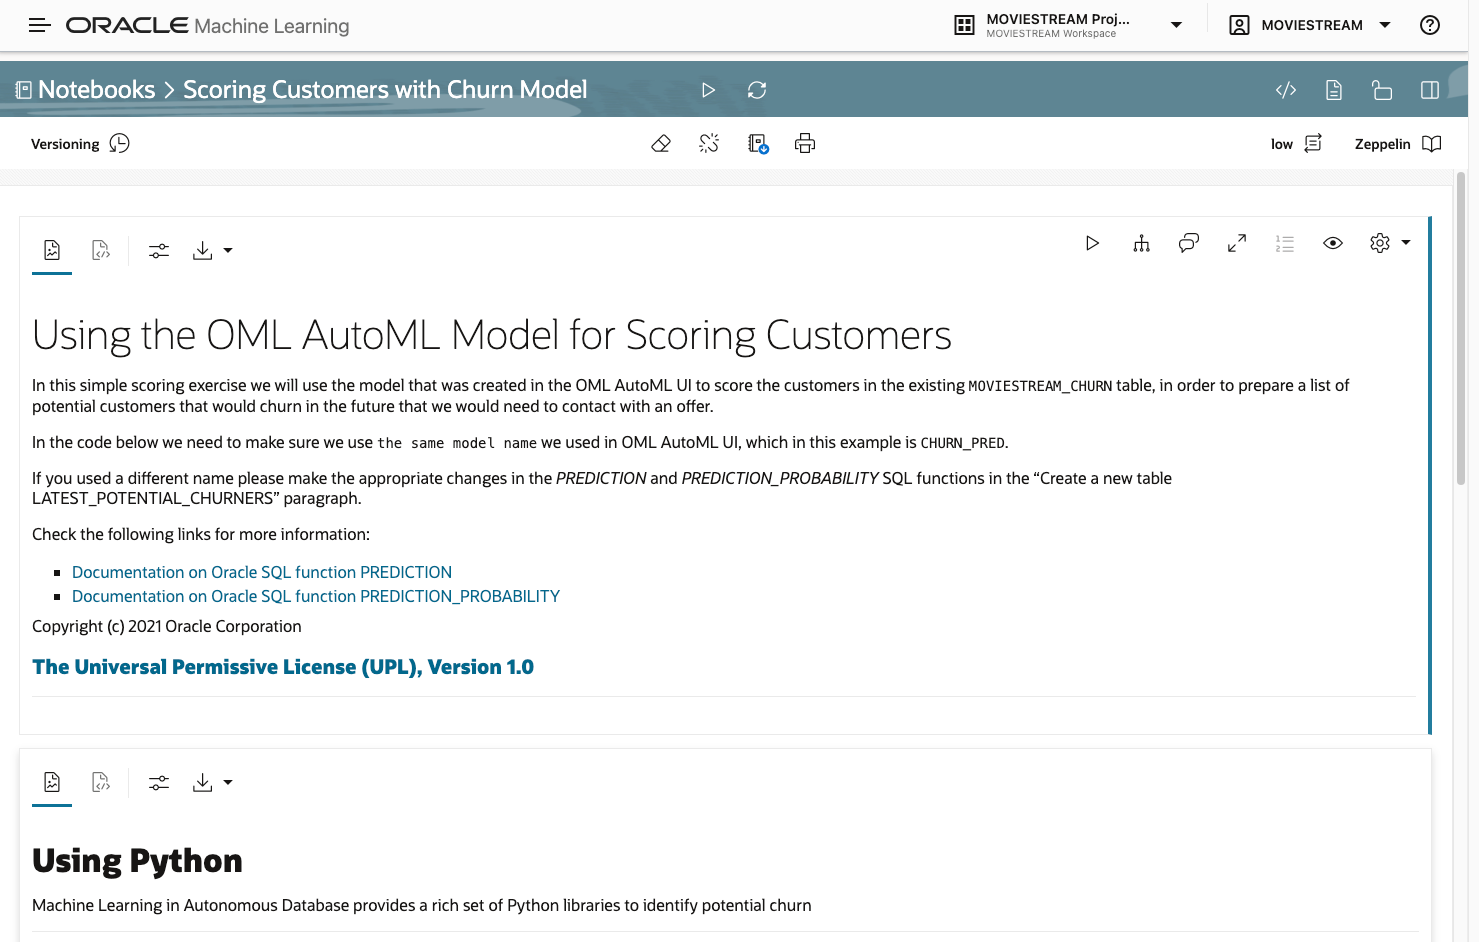 ORACLE Machine Learning
MOVIESTREAM Proj...
MOVIESTREAM Workspace
MOVIESTREAM
Notebooks > Scoring Customers with Churn Model
Versioning
low
Zeppelin
Using the OML AutoML Model for Scoring Customers
In this simple scoring exercise we will use the model that was created in the OML AutoML UI to score the customers in the existing MOVIESTREAM_CHURN table, in order to prepare a list of
potential customers that would churn in the future that we would need to contact with an offer.
In the code below we need to make sure we use the same model name we used in OML AutoML UI, which in this example is CHURN_PRED.
If you used a different name please make the appropriate changes in the PREDICTION and PREDICTION_PROBABILITY SQL functions in the “Create a new table
LATEST_POTENTIAL_CHURNERS” paragraph.
Check the following links for more information:
Documentation on Oracle SQL function PREDICTION
Documentation on Oracle SQL function PREDICTION_PROBABILITY
Copyright (c) 2021 Oracle Corporation
The Universal Permissive License (UPL), Version 1.0
Using Python
Machine Learning in Autonomous Database provides a rich set of Python libraries to identify potential churn